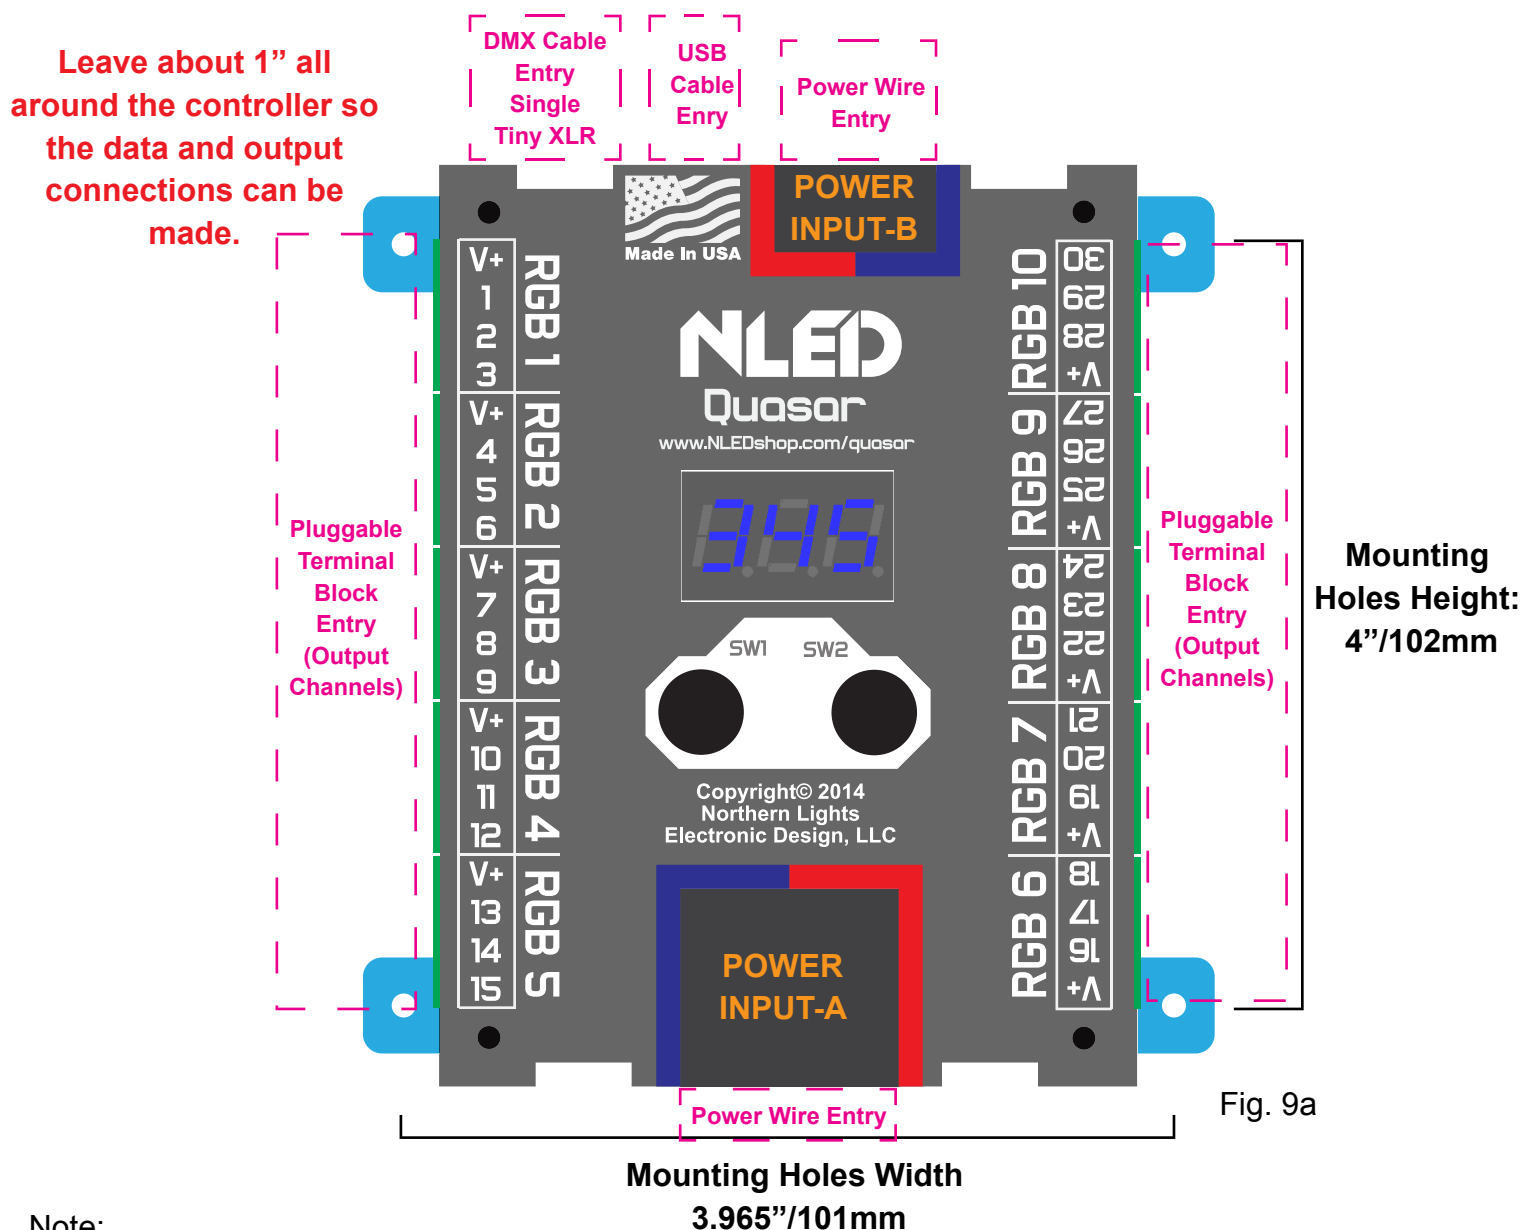 Leave about 1” all
around the controller so
the data and output
connections can be
made.
DMX Cable
Entry
Single
Tiny XLR
USB
Cable
Enry
Power Wire
Entry
Made In USA
POWER
INPUT-B
NLED
Quasar
www.NLEDshop.com/quasar
345
SW1 SW2
Copyright© 2014
Northern Lights
Electronic Design, LLC
POWER
INPUT-A
V+
1
2
3
RGB 1
V+
4
5
6
RGB 2
V+
7
8
9
RGB 3
V+
10
11
12
RGB 4
V+
13
14
15
RGB 5
RGB 10
30
29
28
V+
RGB 9
27
26
25
V+
RGB 8
24
23
22
V+
RGB 7
21
20
19
V+
RGB 6
18
17
16
V+
Pluggable
Terminal
Block
Entry
(Output
Channels)
Pluggable
Terminal
Block
Entry
(Output
Channels)
Mounting
Holes Height:
4”/102mm
Power Wire Entry
Fig. 9a
Mounting Holes Width
3.965”/101mm
Note: